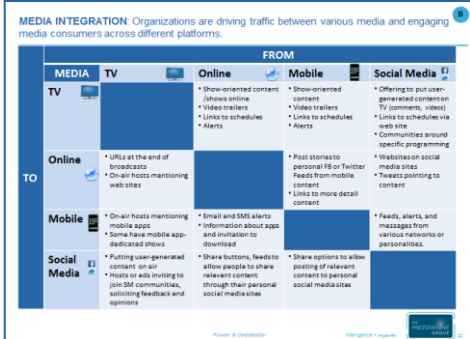 8
MEDIA INTEGRATION: Organizations are driving traffic between various media and engaging
media consumers across different platforms.
FROM
MEDIA TV Online Mobile Social Media
TO
TV
• Show-oriented content
/shows online
• Video trailers
• Links to schedules
• Alerts
• Show-oriented
content
• Video trailers
• Links to schedules
• Alerts
• Offering to put user-
generated content on
TV (comments, videos)
• Links to schedules via
web site
• Communities around
specific programming
Online
• URLs at the end of
broadcasts
• On-air hosts mentioning
web sites
• Post stories to
personal FB or Twitter
Feeds from mobile
content
• Links to more detail
content
• Websites on social
media sites
• Tweets pointing to
content
Mobile
• On-air hosts mentioning
mobile apps
• Some have mobile app-
dedicated shows
• Email and SMS alerts
• Information about apps
and invitation to
download
• Feeds, alerts, and
messages from
various networks or
personalities.
Social
Media
• Putting user-generated
content on air
• Hosts or ads inviting to
join SM communities,
soliciting feedback and
opinions
• Share buttons, feeds to
allow people to share
relevant content
through their personal
social media sites
• Share options to allow
posting of relevant
content to personal
social media sites
Private & Confidential
THE
GROUP